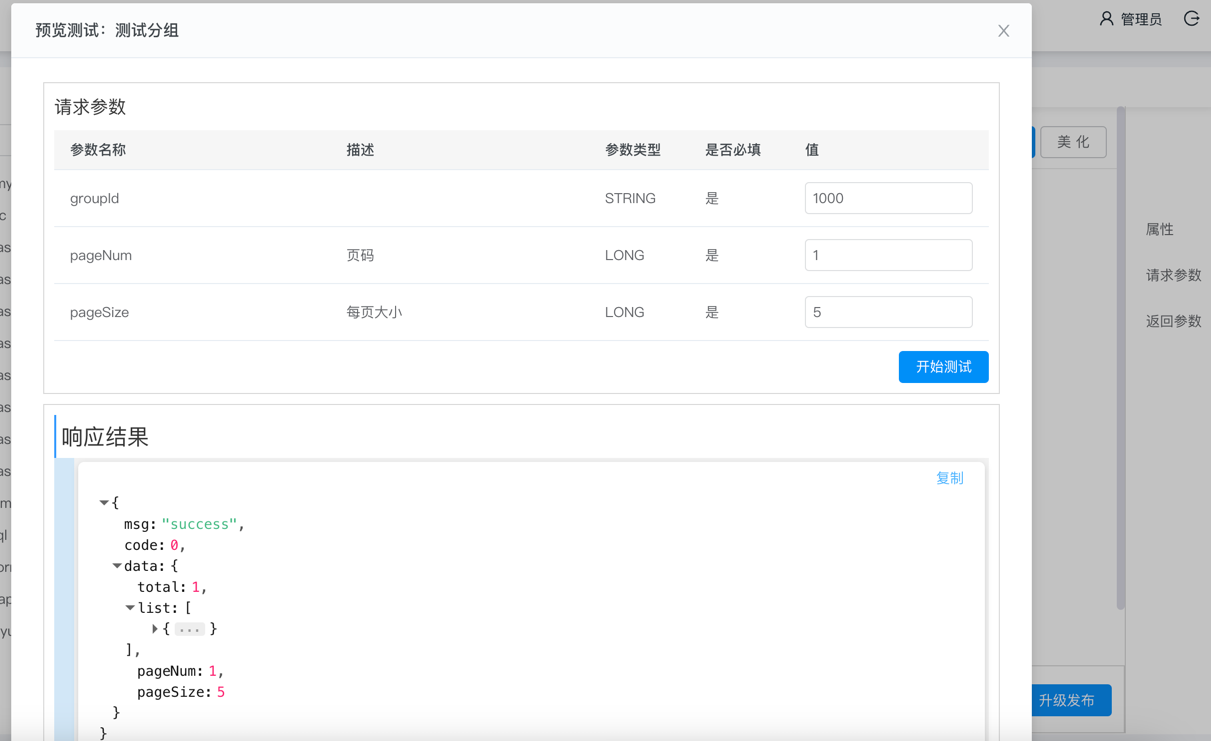 预览测试：测试分组
管理员
请求参数
参数名称 描述 参数类型 是否必填 值
groupId STRING 是 1000
pageNum 页码 LONG 是 1
pageSize 每页大小 LONG 是 5
开始测试
美 化
属性
请求参数
返回参数
响应结果
复制
{
msg: "success",
code: 0,
data: {
total: 1,
list: [
{ ... }
],
pageNum: 1,
pageSize: 5
}
}
升级发布